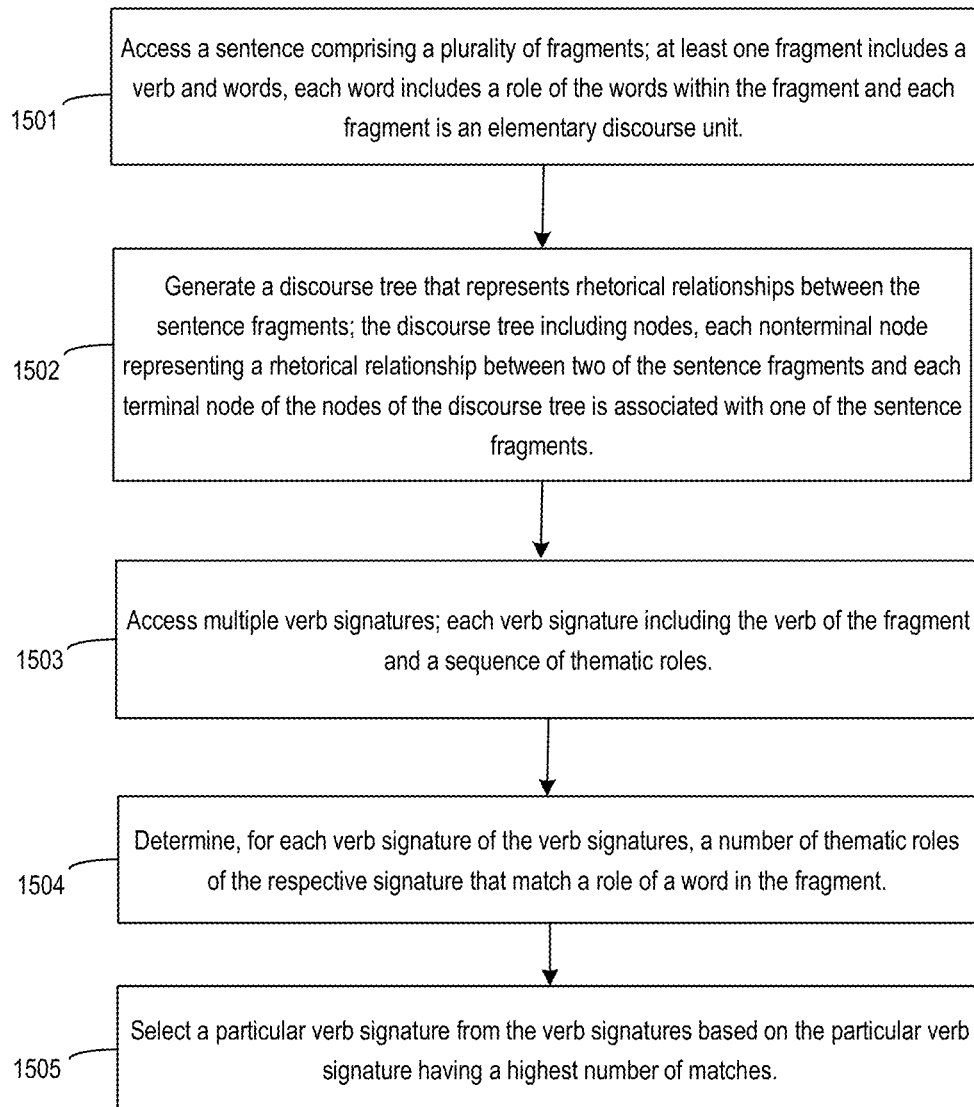 Access a sentence comprising a plurality of fragments; at least one fragment includes a
verb and words, each word includes a role of the words within the fragment and each
fragment is an elementary discourse unit.
1501
Generate a discourse tree that represents rhetorical relationships between the
sentence fragments; the discourse tree including nodes, each nonterminal node
representing a rhetorical relationship between two of the sentence fragments and each
terminal node of the nodes of the discourse tree is associated with one of the sentence
fragments.
1502
Access multiple verb signatures; each verb signature including the verb of the fragment
and a sequence of thematic roles.
1503
Determine, for each verb signature of the verb signatures, a number of thematic roles
of the respective signature that match a role of a word in the fragment.
1504
Select a particular verb signature from the verb signatures based on the particular verb
signature having a highest number of matches.
1505